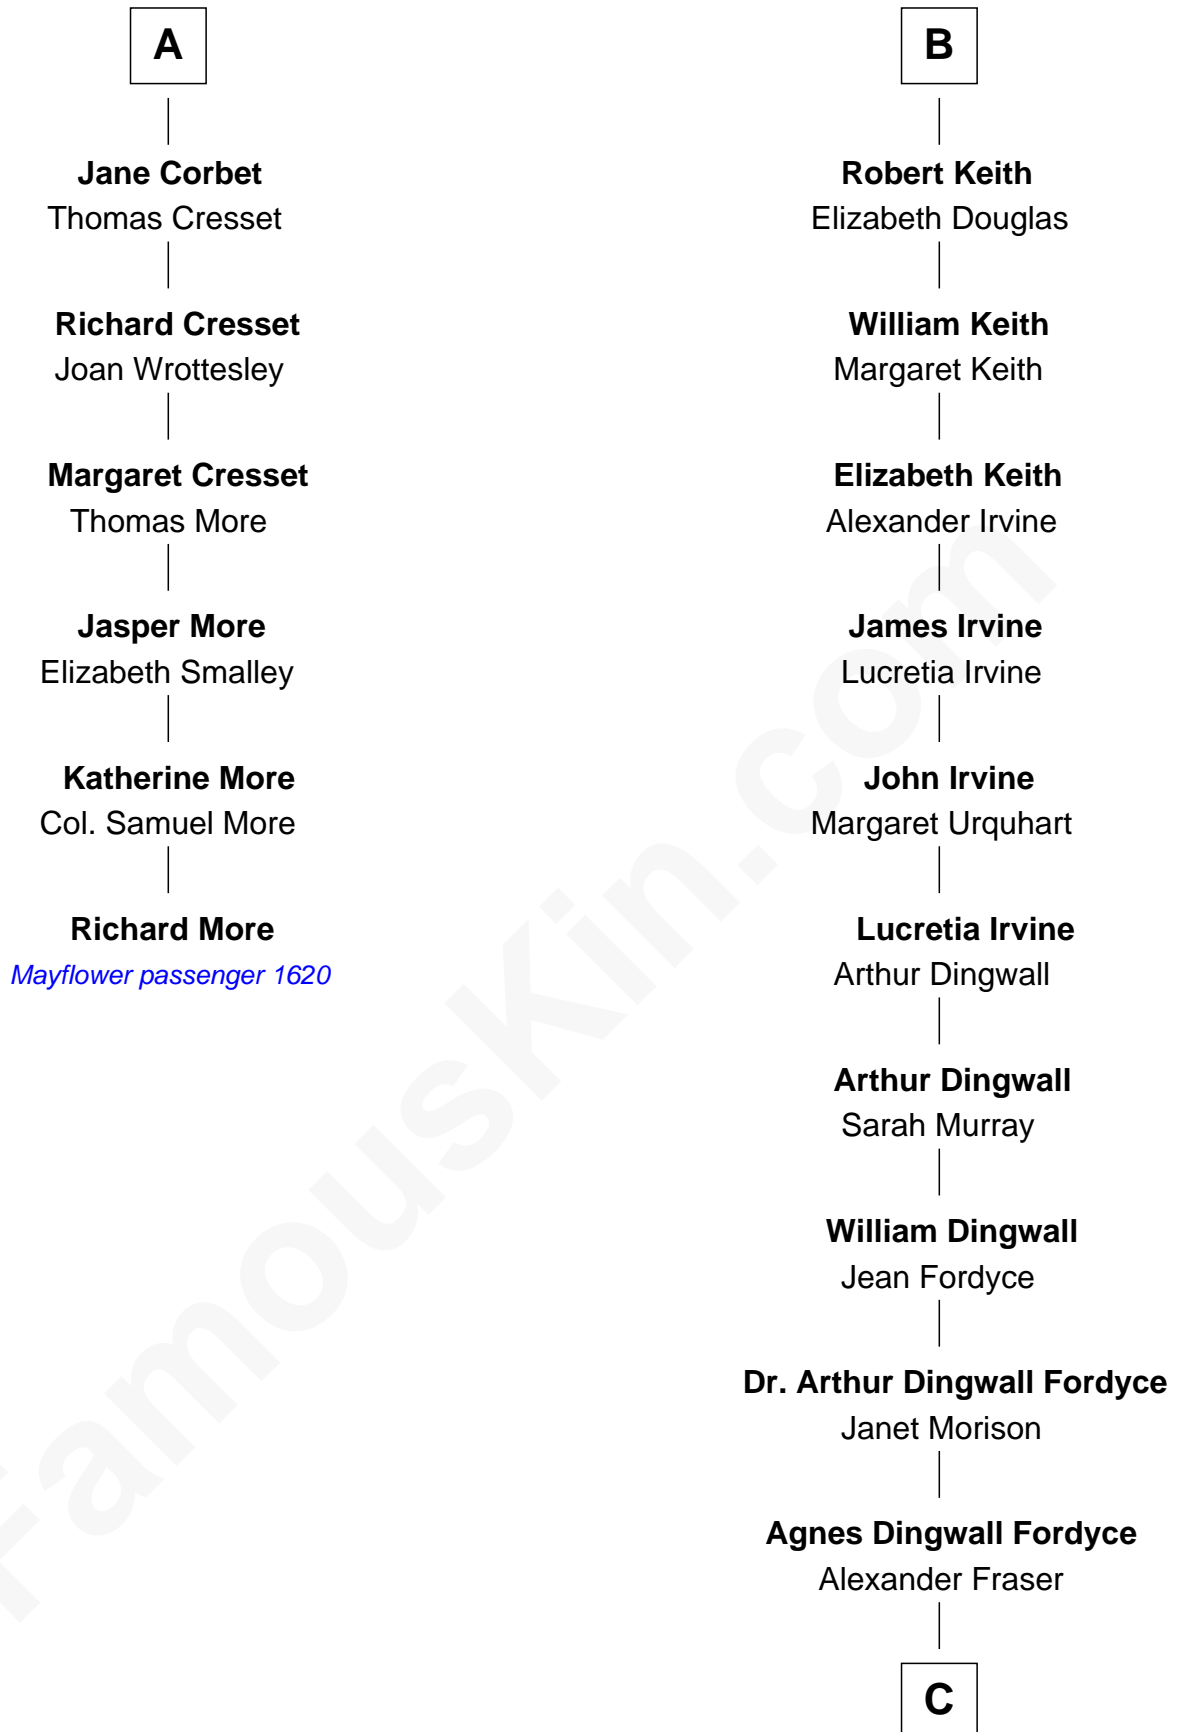 A
Jane Corbet
Thomas Cresset
Richard Cresset
Joan Wrottesley
Margaret Cresset
Thomas More
Jasper More
Elizabeth Smalley
Katherine More
Col. Samuel More
Richard More
Mayflower passenger 1620
B
Robert Keith
Elizabeth Douglas
William Keith
Margaret Keith
Elizabeth Keith
Alexander Irvine
James Irvine
Lucretia Irvine
John Irvine
Margaret Urquhart
Lucretia Irvine
Arthur Dingwall
Arthur Dingwall
Sarah Murray
William Dingwall
Jean Fordyce
Dr. Arthur Dingwall Fordyce
Janet Morison
Agnes Dingwall Fordyce
Alexander Fraser
C
FamousKin.com